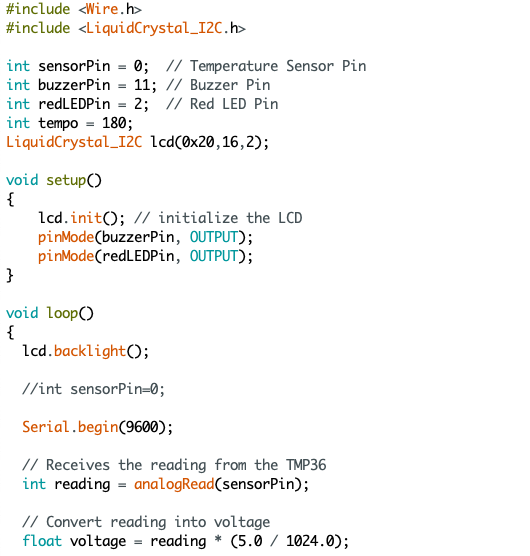 #include <Wire.h>
#include <LiquidCrystal_I2C.h>

int sensorPin = 0;  // Temperature Sensor Pin
int buzzerPin = 11; // Buzzer Pin
int redLEDPin = 2;  // Red LED Pin
int tempo = 180;
LiquidCrystal_I2C lcd(0x20,16,2);

void setup()
{
    lcd.init(); // initialize the LCD
    pinMode(buzzerPin, OUTPUT);
    pinMode(redLEDPin, OUTPUT);
}

void loop()
{
  lcd.backlight();

  //int sensorPin=0;

  Serial.begin(9600);

  // Receives the reading from the TMP36
  int reading = analogRead(sensorPin);

  // Convert reading into voltage
  float voltage = reading * (5.0 / 1024.0);